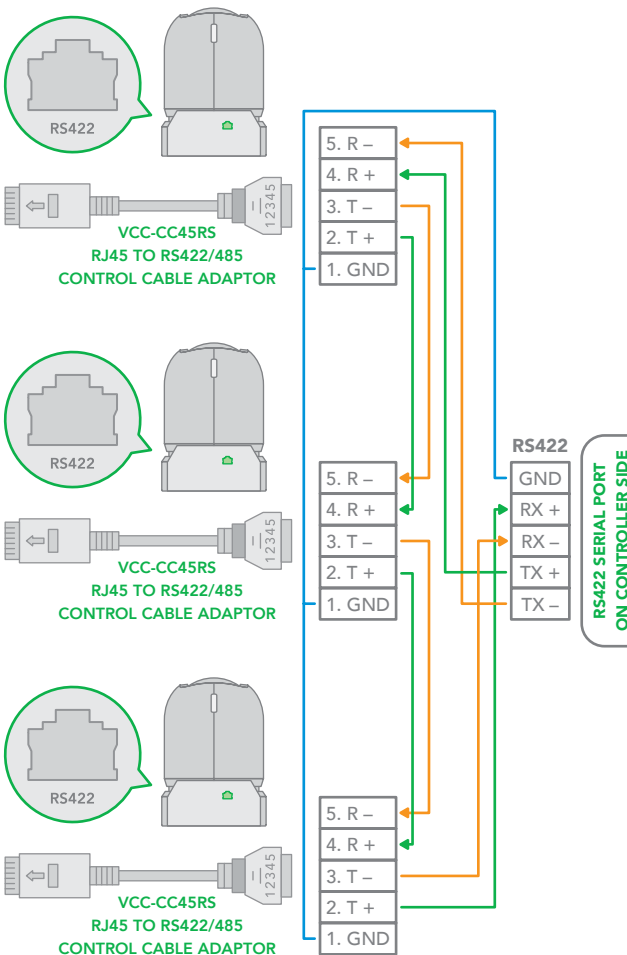 RS422
12345
VCC-CC45RS
RJ45 TO RS422/485
CONTROL CABLE ADAPTOR
5. R –
4. R +
3. T –
2. T +
1. GND
RS422
12345
VCC-CC45RS
RJ45 TO RS422/485
CONTROL CABLE ADAPTOR
5. R –
4. R +
3. T –
2. T +
1. GND
RS422
GND
RX +
RX –
TX +
TX –
RS422 SERIAL PORT
ON CONTROLLER SIDE
RS422
12345
VCC-CC45RS
RJ45 TO RS422/485
CONTROL CABLE ADAPTOR
5. R –
4. R +
3. T –
2. T +
1. GND